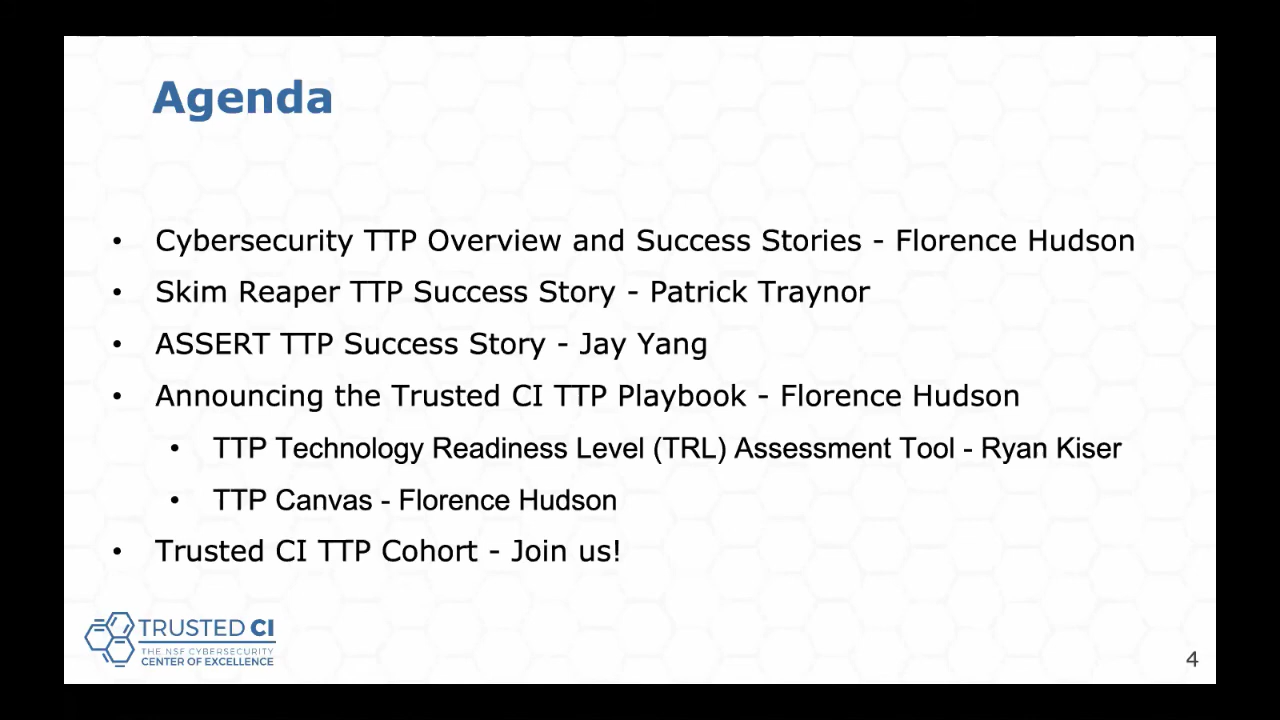 Agenda
• Cybersecurity TTP Overview and Success Stories - Florence Hudson
• Skim Reaper TTP Success Story - Patrick Traynor
• ASSERT TTP Success Story - Jay Yang
• Announcing the Trusted CI TTP Playbook - Florence Hudson
• TTP Technology Readiness Level (TRL) Assessment Tool - Ryan Kiser
• TTP Canvas - Florence Hudson
• Trusted CI TTP Cohort - Join us!
TRUSTED CI
THE NSF CYBERSECURITY
CENTER OF EXCELLENCE
4